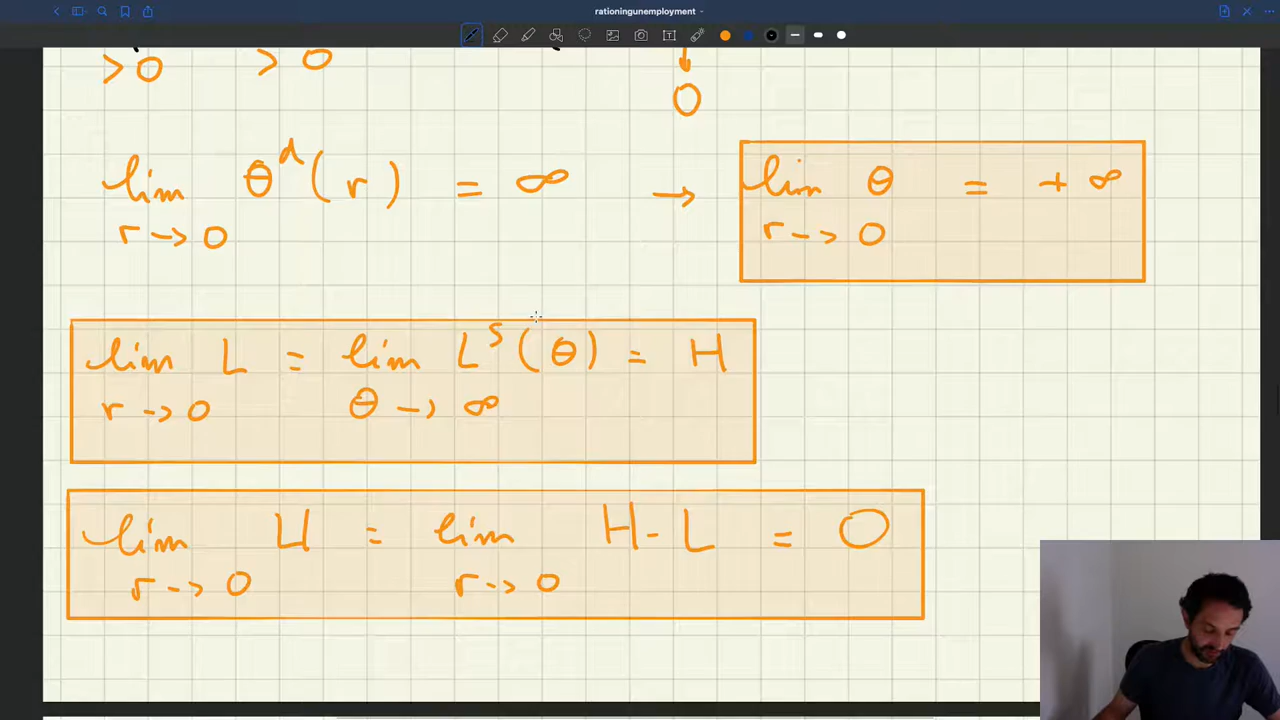 rationingunemployment
> 0 > 0
0
lim θ^d (r) = ∞ → lim θ = + ∞
r → 0 r → 0
lim L = lim L^s (θ) = H
r → 0 θ → ∞
lim U = lim H - L = 0
r → 0 r → 0